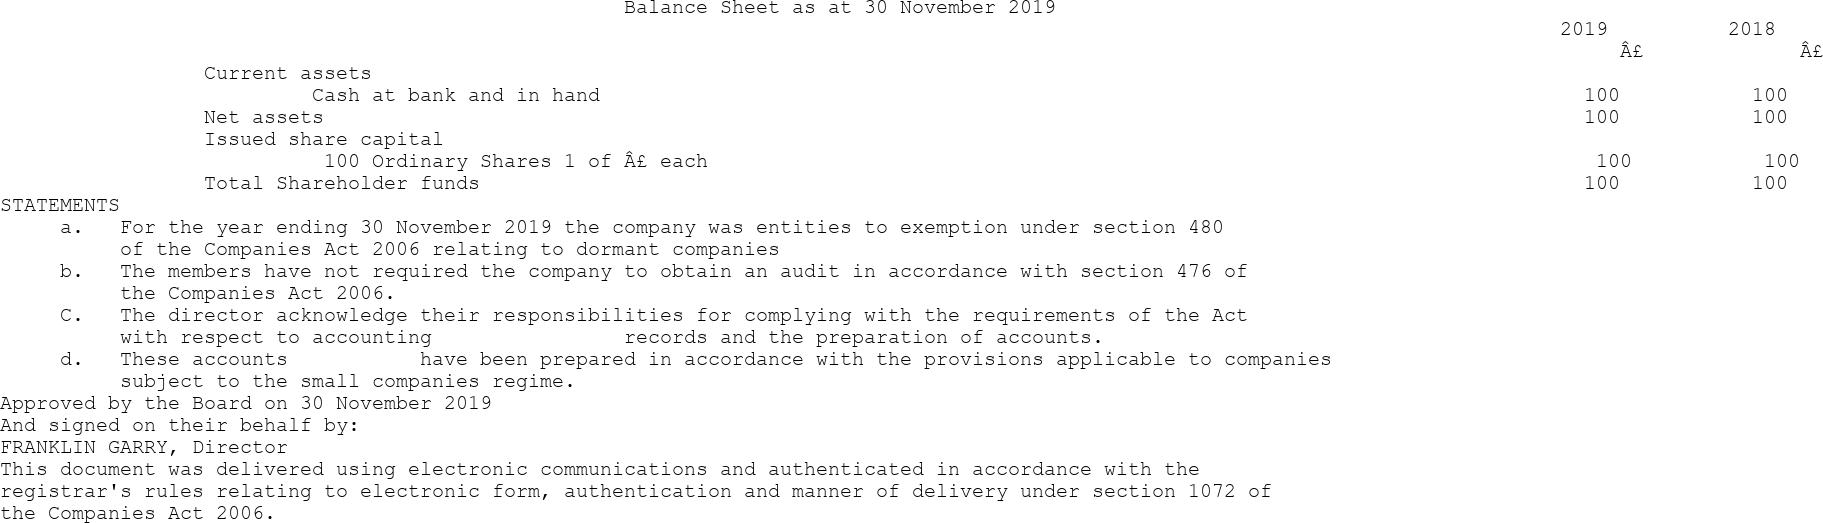 Balance Sheet as at 30 November 2019
2019 2018
Â£ Â£
Current assets
Cash at bank and in hand 100 100
Net assets 100 100
Issued share capital
100 Ordinary Shares 1 of Â£ each 100 100
Total Shareholder funds 100 100
STATEMENTS
a. For the year ending 30 November 2019 the company was entities to exemption under section 480
of the Companies Act 2006 relating to dormant companies
b. The members have not required the company to obtain an audit in accordance with section 476 of
the Companies Act 2006.
C. The director acknowledge their responsibilities for complying with the requirements of the Act
with respect to accounting records and the preparation of accounts.
d. These accounts have been prepared in accordance with the provisions applicable to companies
subject to the small companies regime.
Approved by the Board on 30 November 2019
And signed on their behalf by:
FRANKLIN GARRY, Director
This document was delivered using electronic communications and authenticated in accordance with the
registrar's rules relating to electronic form, authentication and manner of delivery under section 1072 of
the Companies Act 2006.